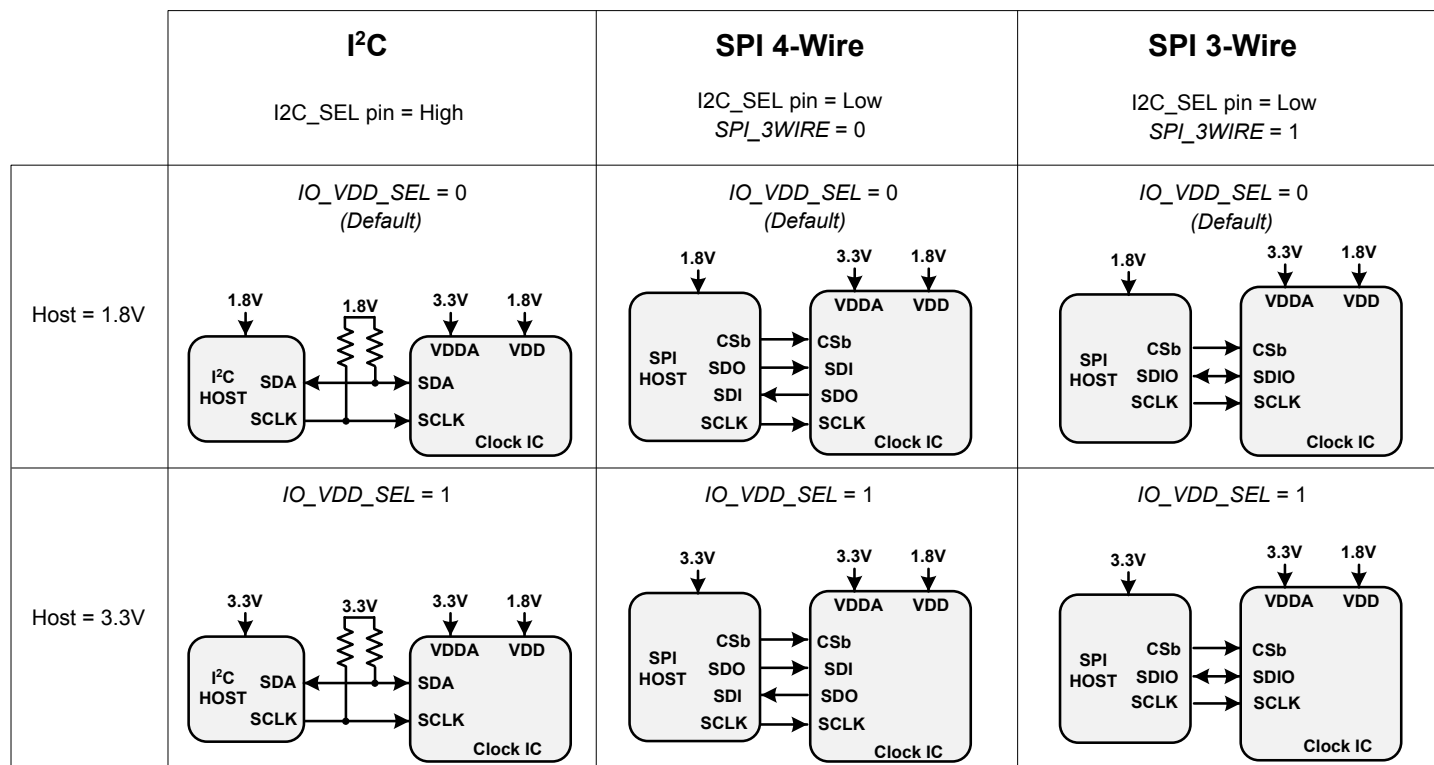 I²C
I2C_SEL pin = High
SPI 4-Wire
I2C_SEL pin = Low
SPI_3WIRE = 0
SPI 3-Wire
I2C_SEL pin = Low
SPI_3WIRE = 1
Host = 1.8V
IO_VDD_SEL = 0
(Default)
1.8V 1.8V 3.3V 1.8V
VDDA VDD
I²C
HOST
SDA SDA
SCLK SCLK
Clock IC
IO_VDD_SEL = 0
(Default)
1.8V 3.3V 1.8V
VDDA VDD
SPI
HOST
CSb CSb
SDO SDI
SDI SDO
SCLK SCLK
Clock IC
IO_VDD_SEL = 0
(Default)
1.8V 3.3V 1.8V
VDDA VDD
SPI
HOST
CSb CSb
SDIO SDIO
SCLK SCLK
Clock IC
Host = 3.3V
IO_VDD_SEL = 1
3.3V 3.3V 3.3V 1.8V
VDDA VDD
I²C
HOST
SDA SDA
SCLK SCLK
Clock IC
IO_VDD_SEL = 1
3.3V 3.3V 1.8V
VDDA VDD
SPI
HOST
CSb CSb
SDO SDI
SDI SDO
SCLK SCLK
Clock IC
IO_VDD_SEL = 1
3.3V 3.3V 1.8V
VDDA VDD
SPI
HOST
CSb CSb
SDIO SDIO
SCLK SCLK
Clock IC